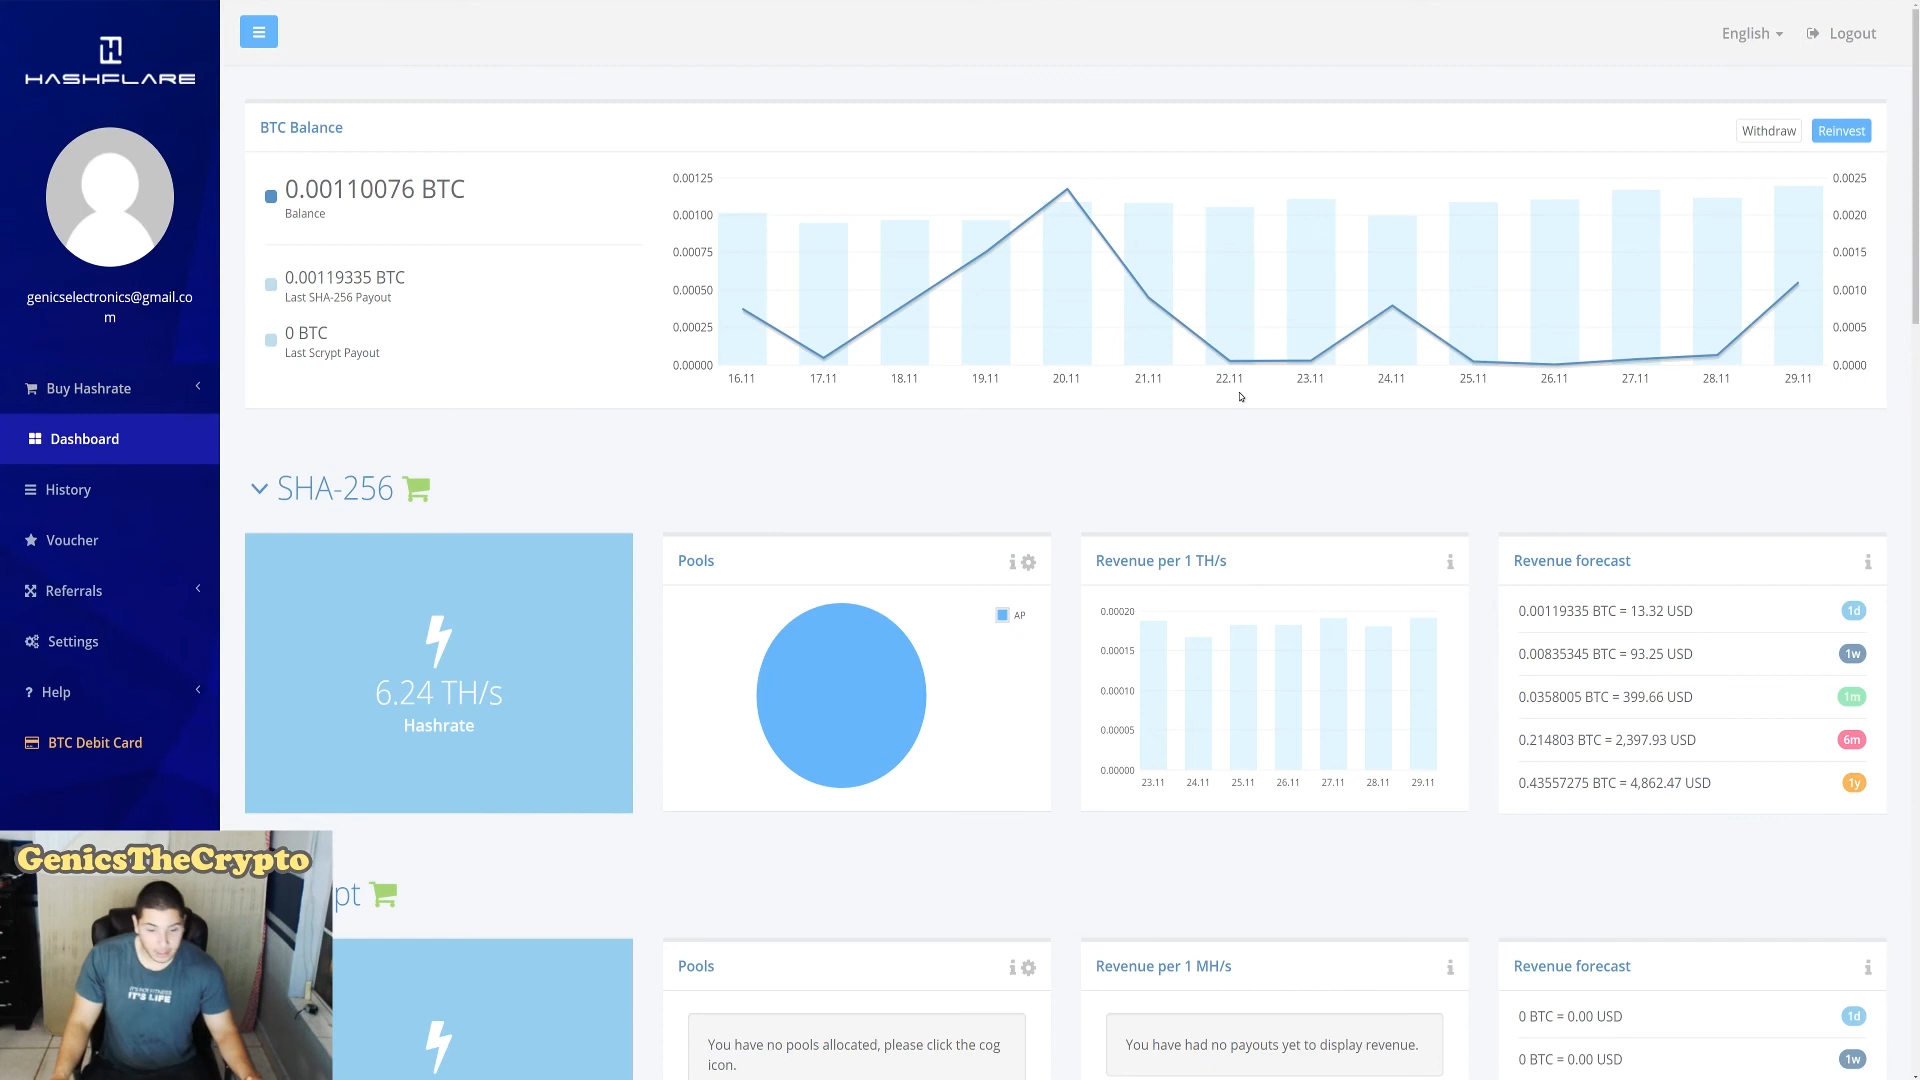 HASHFLARE
genicselectronics@gmail.co
m
Buy Hashrate
Dashboard
History
Voucher
Referrals
Settings
? Help
BTC Debit Card
English
Logout
BTC Balance
Withdraw
Reinvest
0.00110076 BTC
Balance
0.00119335 BTC
Last SHA-256 Payout
0 BTC
Last Scrypt Payout
0.00125
0.00100
0.00075
0.00050
0.00025
0.00000
0.0025
0.0020
0.0015
0.0010
0.0005
0.0000
16.11 17.11 18.11 19.11 20.11 21.11 22.11 23.11 24.11 25.11 26.11 27.11 28.11 29.11
SHA-256
6.24 TH/s
Hashrate
Pools
AP
Revenue per 1 TH/s
0.00020
0.00015
0.00010
0.00005
0.00000
23.11 24.11 25.11 26.11 27.11 28.11 29.11
Revenue forecast
0.00119335 BTC = 13.32 USD 1d
0.00835345 BTC = 93.25 USD 1w
0.0358005 BTC = 399.66 USD 1m
0.214803 BTC = 2,397.93 USD 6m
0.43557275 BTC = 4,862.47 USD 1y
GenicsTheCrypto
IT'S LIFE
pt
Pools
You have no pools allocated, please click the cog
icon.
Revenue per 1 MH/s
You have had no payouts yet to display revenue.
Revenue forecast
0 BTC = 0.00 USD 1d
0 BTC = 0.00 USD 1w